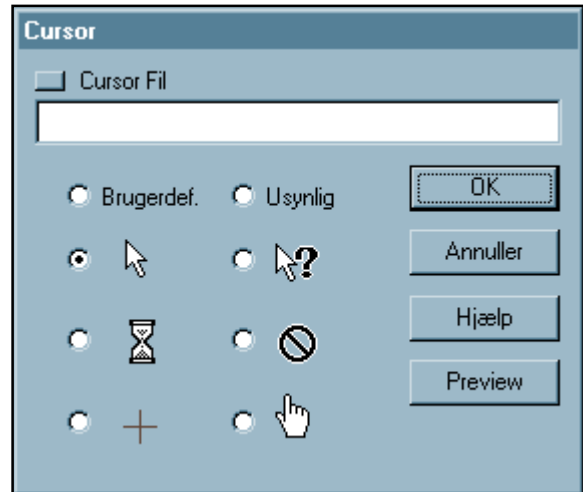 Cursor
Cursor Fil
Brugerdef.
Usynlig
OK
Annuller
Hjælp
Preview